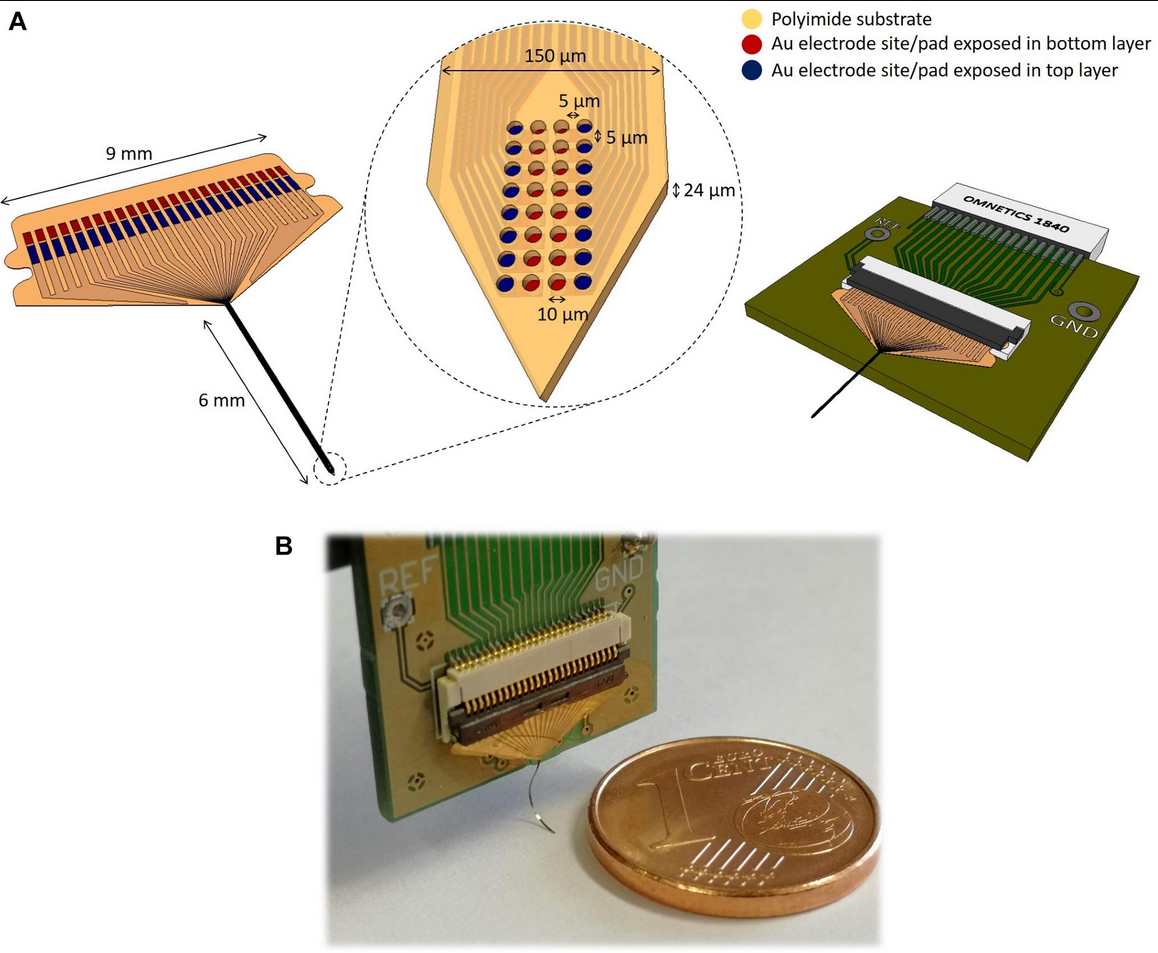 A
Polyimide substrate
Au electrode site/pad exposed in bottom layer
Au electrode site/pad exposed in top layer
150 µm
5 µm
5 µm
24 µm
10 µm
9 mm
6 mm
OMNETICS 1840
REF
GND
B
REF
GND
1
EURO
CENT